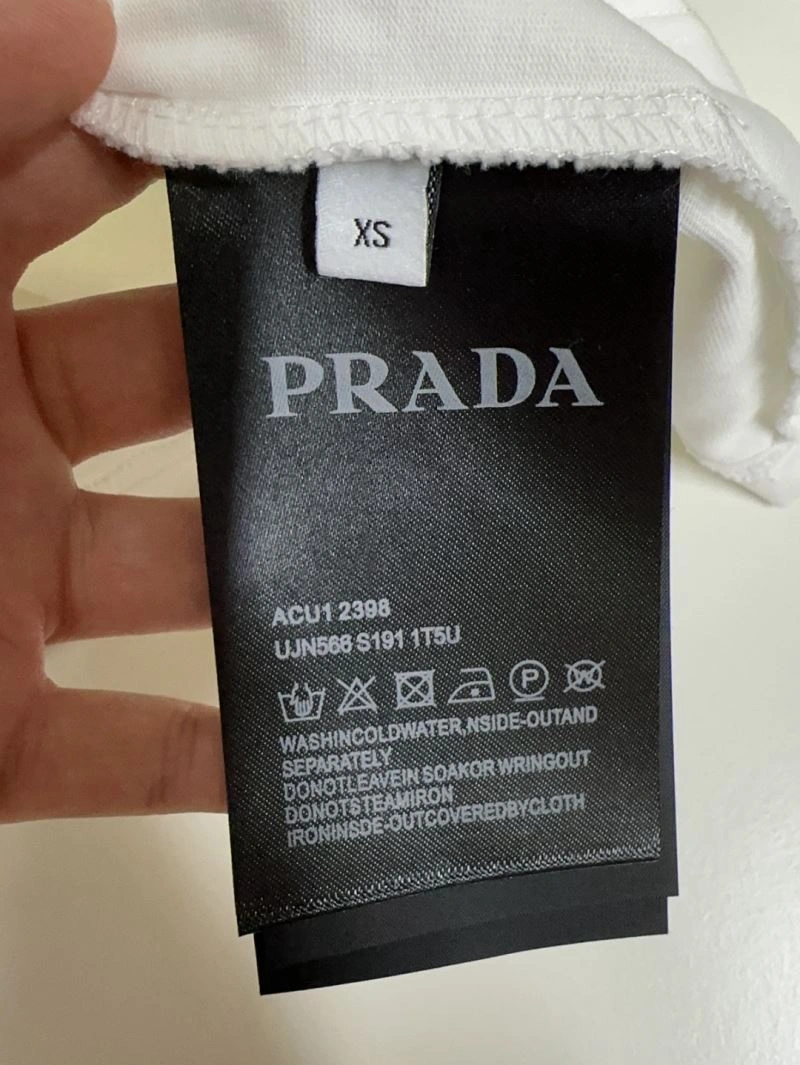 XS
PRADA
ACU1 2398
UJN566 S191 1T5U
P W
WASHINCOLDWATER,NSIDE-OUTAND
SEPARATELY
DONOTLEAVEIN SOAKOR WRINGOUT
DONOTSTEAMIRON
IRONINSDE-OUTCOVEREDBYCLOTH